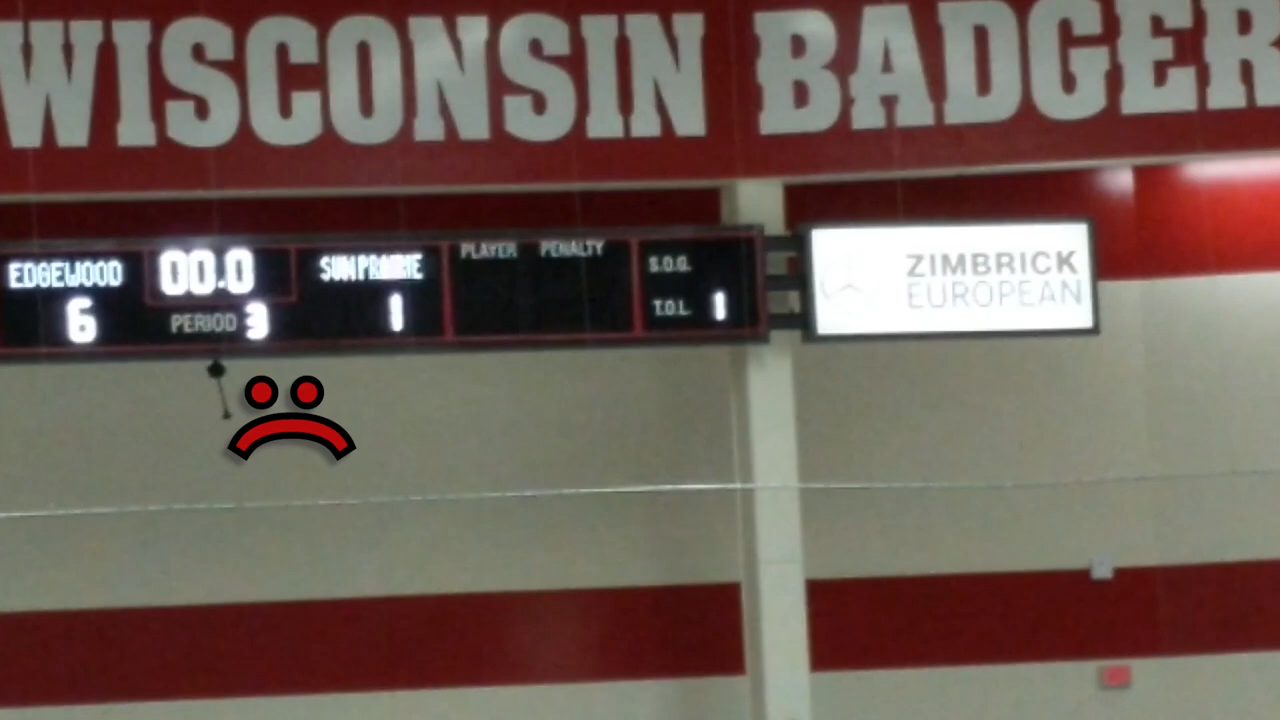 WISCONSIN BADGER
EDGEWOOD 00.0 SUN PRAIRIE PLAYER PENALTY S.O.G.
6 PERIOD 3 1 T.O.L. 1
ZIMBRICK
EUROPEAN